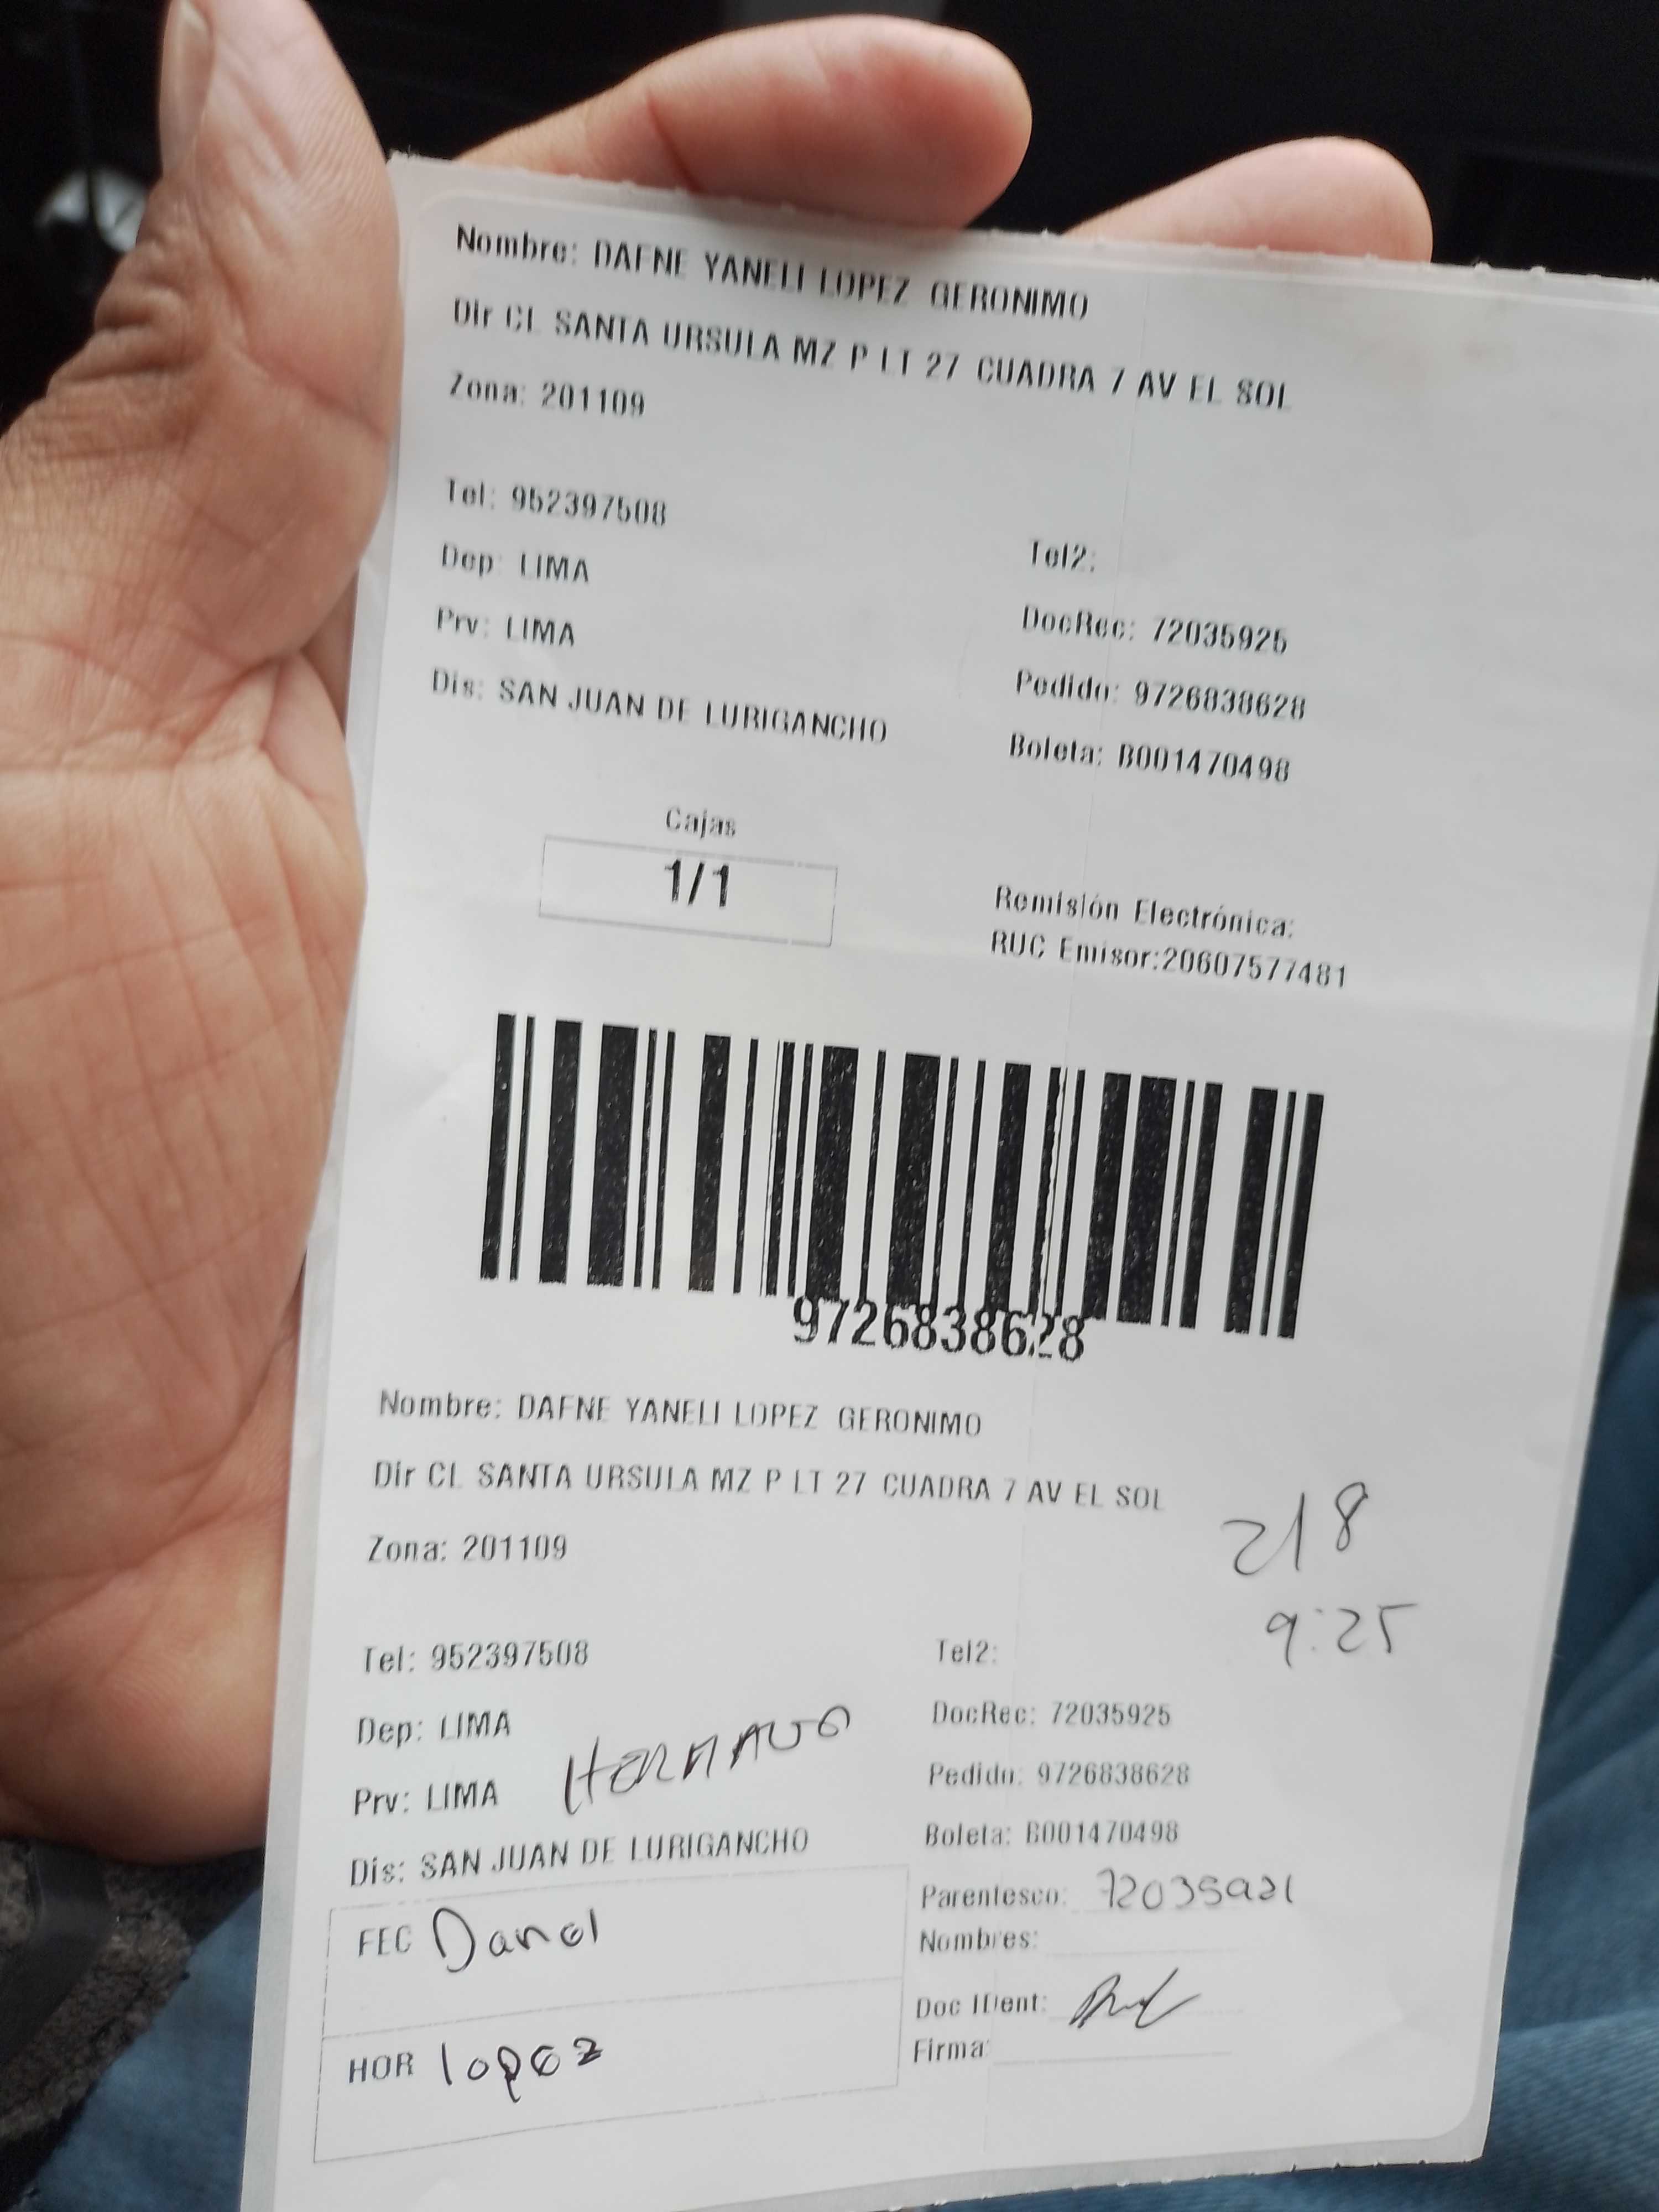 Nombre: DAFNE YANELI LOPEZ GERONIMO
Dir CL SANTA URSULA MZ P LT 27 CUADRA 7 AV EL SOL
Zona: 201109
Tel: 952397508
Tel2:
Dep: LIMA
DocRec: 72035925
Prv: LIMA
Pedido: 9726838628
Dis: SAN JUAN DE LURIGANCHO
Boleta: B001470498
Cajas
1/1
Remisión Electrónica:
RUC Emisor:20607577481
9726838628
Nombre: DAFNE YANELI LOPEZ GERONIMO
Dir CL SANTA URSULA MZ P LT 27 CUADRA 7 AV EL SOL
218
Zona: 201109
9:25
Tel: 952397508
Tel2:
Dep: LIMA
DocRec: 72035925
HERMANO
Prv: LIMA
Pedido: 9726838628
Dis: SAN JUAN DE LURIGANCHO
Boleta: B001470498
Parentesco: 72035921
FEC Danel
Nombres:
Doc IDent:
HOR lopez
Firma: